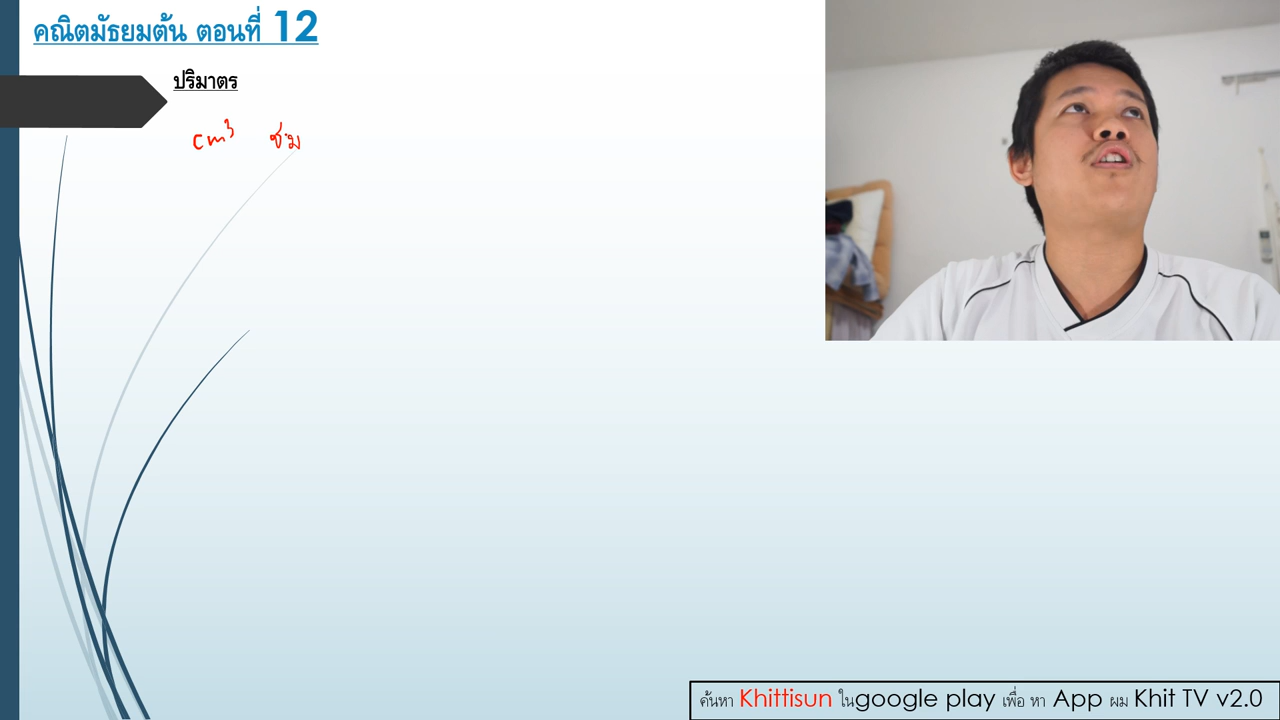 คณิตมัธยมต้น ตอนที่ 12
ปริมาตร
cm³ ซม
ค้นหา Khittisun ในgoogle play เพื่อ หา App ผม Khit TV v2.0